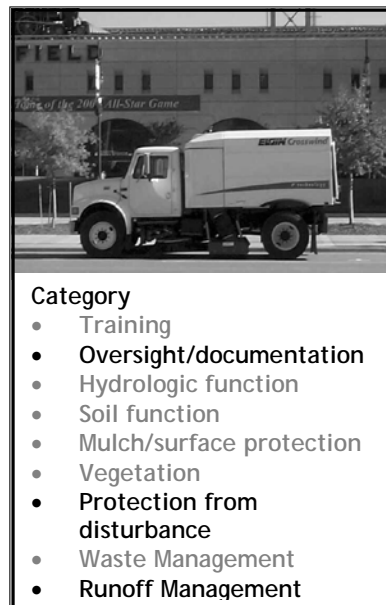 FIELD
of the 200 All-Star Game
ELGIN Crosswind
Category
• Training
• Oversight/documentation
• Hydrologic function
• Soil function
• Mulch/surface protection
• Vegetation
• Protection from
disturbance
• Waste Management
• Runoff Management